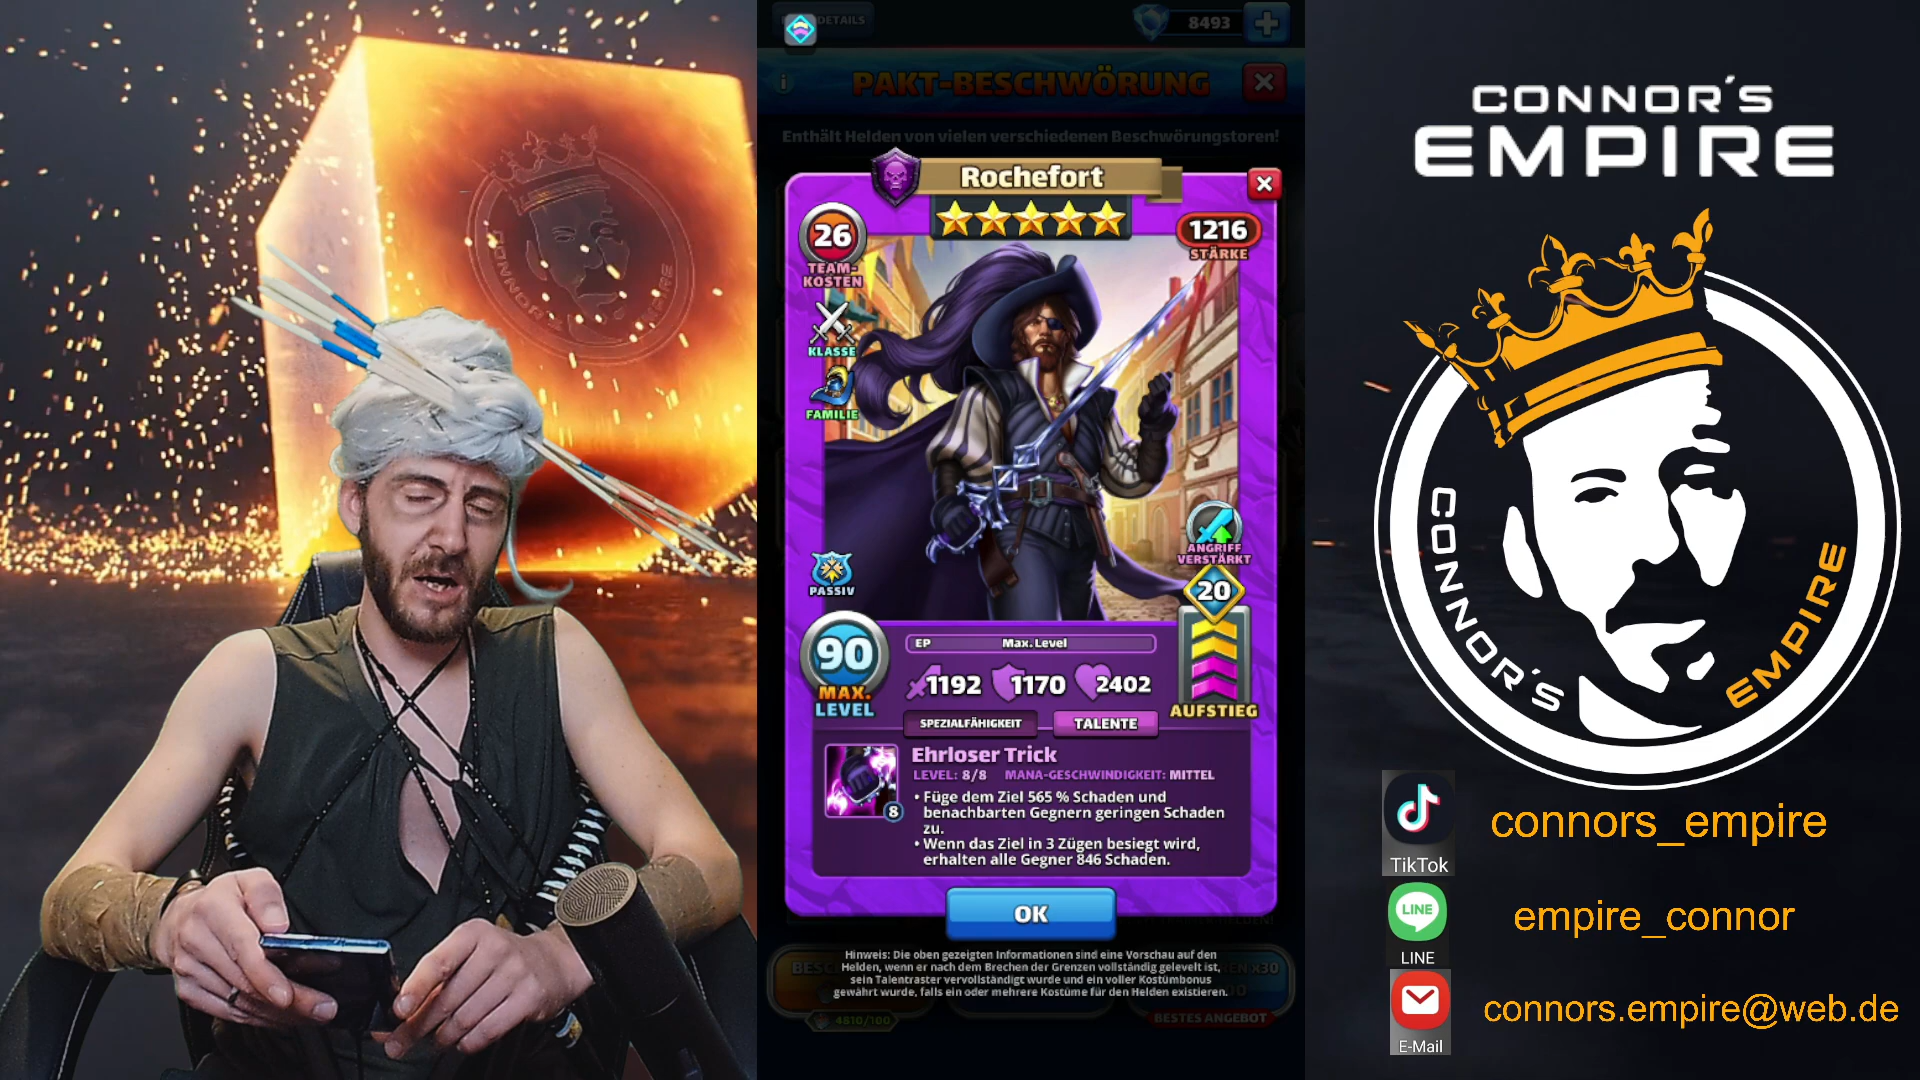 DETAILS
8493
PAKT-BESCHWÖRUNG
Enthält Helden von vielen verschiedenen Beschwörungstoren!
Rochefort
26
TEAM-
KOSTEN
1216
STÄRKE
KLASSE
FAMILIE
PASSIV
ANGRIFF
VERSTÄRKT
20
90
MAX.
LEVEL
EP Max. Level
1192 1170 2402
AUFSTIEG
SPEZIALFÄHIGKEIT TALENTE
Ehrloser Trick
LEVEL: 8/8 MANA-GESCHWINDIGKEIT: MITTEL
8
• Füge dem Ziel 565 % Schaden und
benachbarten Gegnern geringen Schaden
zu.
• Wenn das Ziel in 3 Zügen besiegt wird,
erhalten alle Gegner 846 Schaden.
OK
Hinweis: Die oben gezeigten Informationen sind eine Vorschau auf den
Helden, wenn er nach dem Brechen der Grenzen vollständig gelevelt ist,
sein Talentraster vervollständigt wurde und ein voller Kostümbonus
gewährt wurde, falls ein oder mehrere Kostüme für den Helden existieren.
4810/100
BESTES ANGEBOT
CONNOR'S
EMPIRE
CONNOR'S
EMPIRE
TikTok
connors_empire
LINE
LINE
empire_connor
E-Mail
connors.empire@web.de
CONNOR'S
EMPIRE